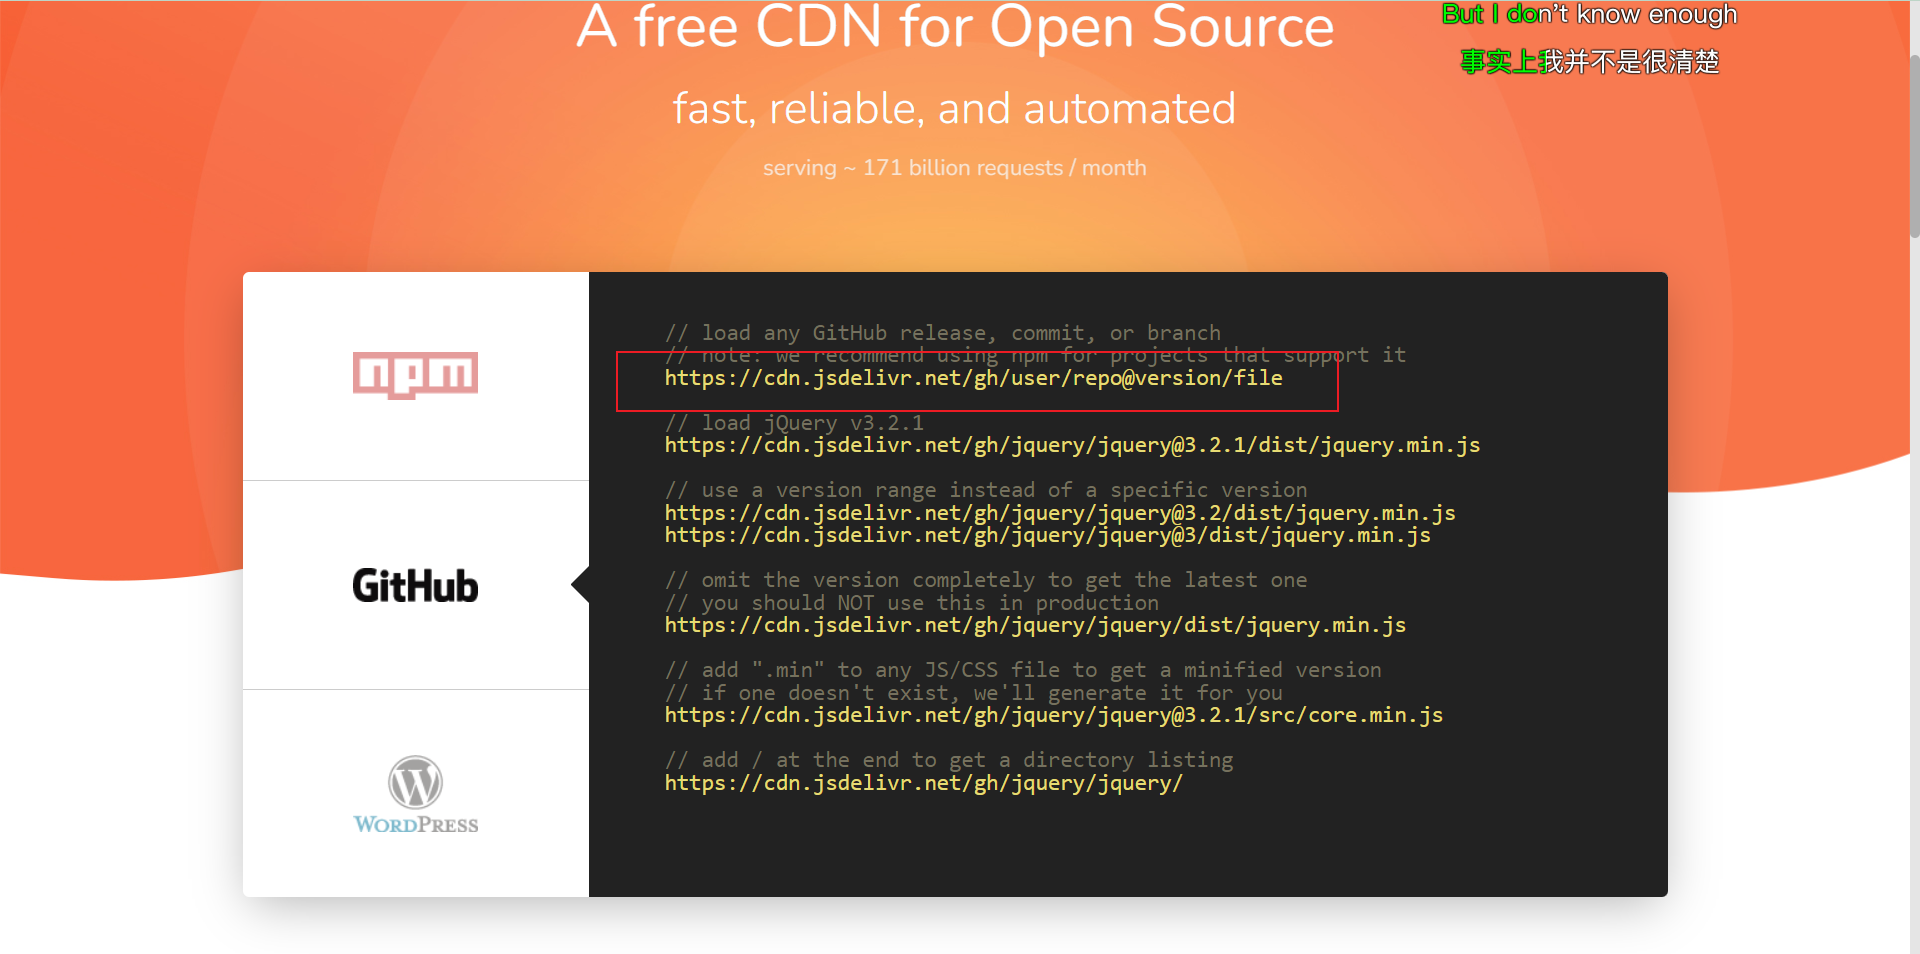 A free CDN for Open Source
But I don't know enough
事实上我并不是很清楚
fast, reliable, and automated
serving ~ 171 billion requests / month
npm
GitHub
WORDPRESS
// load any GitHub release, commit, or branch
// note: we recommend using npm for projects that support it
https://cdn.jsdelivr.net/gh/user/repo@version/file
// load jQuery v3.2.1
https://cdn.jsdelivr.net/gh/jquery/jquery@3.2.1/dist/jquery.min.js
// use a version range instead of a specific version
https://cdn.jsdelivr.net/gh/jquery/jquery@3.2/dist/jquery.min.js
https://cdn.jsdelivr.net/gh/jquery/jquery@3/dist/jquery.min.js
// omit the version completely to get the latest one
// you should NOT use this in production
https://cdn.jsdelivr.net/gh/jquery/jquery/dist/jquery.min.js
// add ".min" to any JS/CSS file to get a minified version
// if one doesn't exist, we'll generate it for you
https://cdn.jsdelivr.net/gh/jquery/jquery@3.2.1/src/core.min.js
// add / at the end to get a directory listing
https://cdn.jsdelivr.net/gh/jquery/jquery/